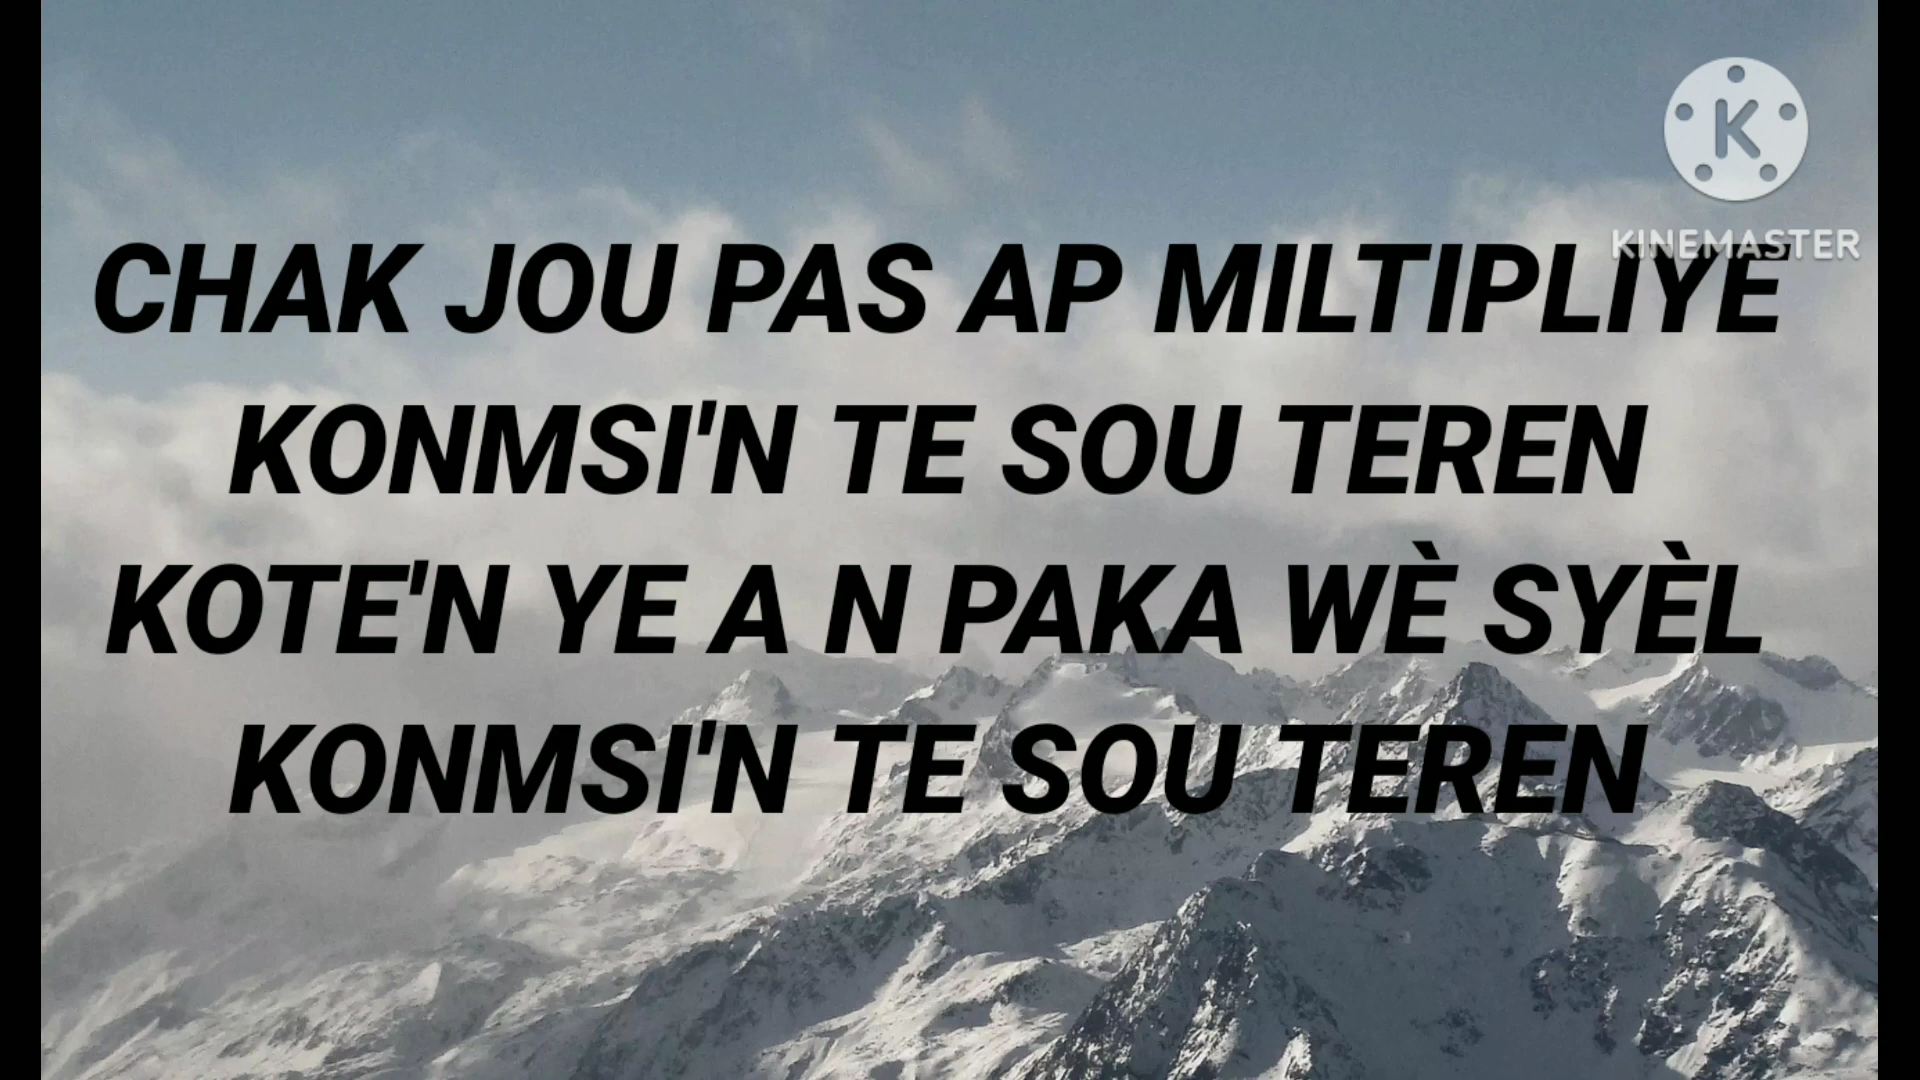 K
KINEMASTER
CHAK JOU PAS AP MILTIPLIYE
KONMSI'N TE SOU TEREN
KOTE'N YE A N PAKA WÈ SYÈL
KONMSI'N TE SOU TEREN